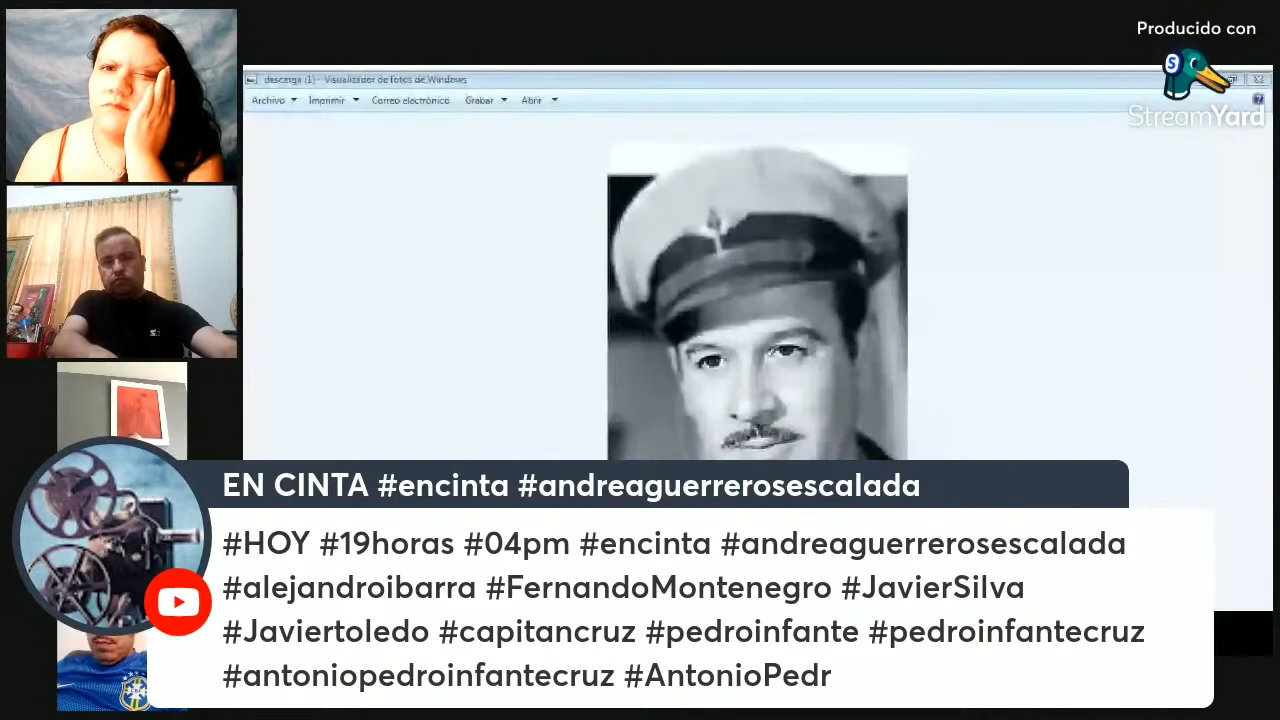 Producido con
StreamYard
descarga (1) - Visualizador de fotos de Windows
Archivo Imprimir Correo electrónico Grabar Abrir
EN CINTA #encinta #andreaguerrerosescalada
#HOY #19horas #04pm #encinta #andreaguerrerosescalada
#alejandroibarra #FernandoMontenegro #JavierSilva
#Javiertoledo #capitancruz #pedroinfante #pedroinfantecruz
#antoniopedroinfantecruz #AntonioPedr